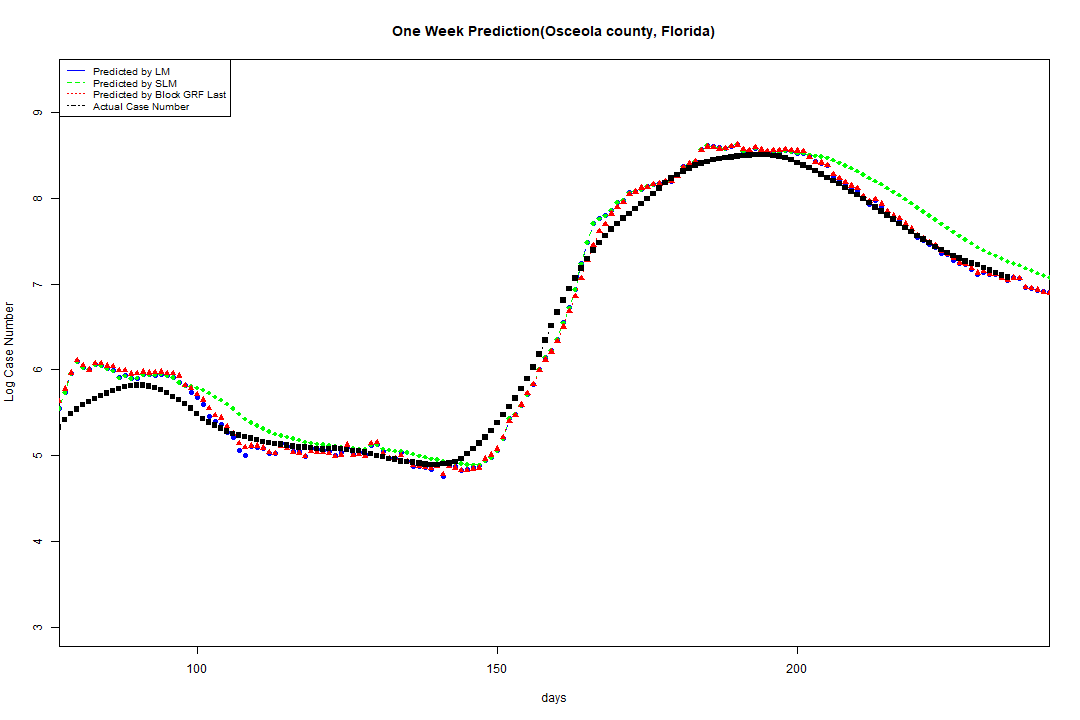 One Week Prediction(Osceola county, Florida)
Predicted by LM
Predicted by SLM
Predicted by Block GRF Last
Actual Case Number
9
8
7
6
5
4
3
Log Case Number
100 150 200
days